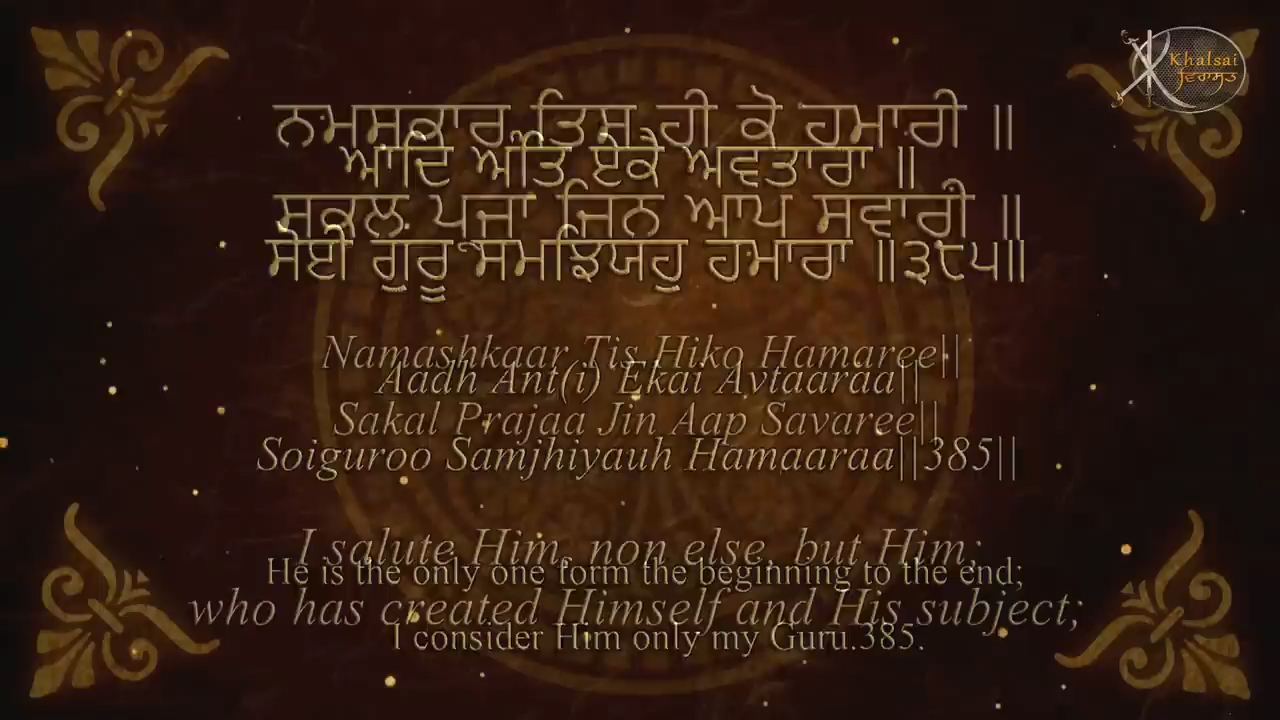 Khalsai
ਵਿਰਾਸਤ
ਨਮਸਕਾਰ ਤਿਸ ਹੀ ਕੋ ਹਮਾਰੀ ॥
ਆਦਿ ਅੰਤਿ ਏਕੈ ਅਵਤਾਰਾ ॥
ਸਕਲ ਪ੍ਰਜਾ ਜਿਨ ਆਪ ਸਵਾਰੀ ॥
ਸੋਈ ਗੁਰੂ ਸਮਝਿਯਹੁ ਹਮਾਰਾ ॥੩੮੫॥
Namashkaar Tis Hiko Hamaree||
Aadh Ant(i) Ekai Avtaaraa||
Sakal Prajaa Jin Aap Savaree||
Soiguroo Samjhiyauh Hamaaraa||385||
I salute Him, non else, but Him;
He is the only one form the beginning to the end;
who has created Himself and His subject;
I consider Him only my Guru.385.